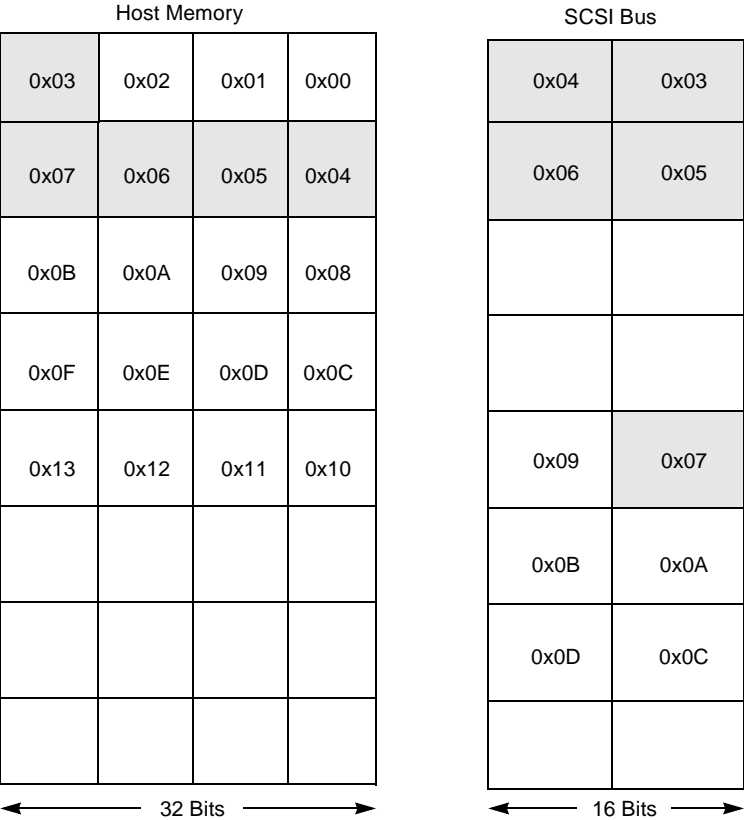 Host Memory
0x03 0x02 0x01 0x00
0x07 0x06 0x05 0x04
0x0B 0x0A 0x09 0x08
0x0F 0x0E 0x0D 0x0C
0x13 0x12 0x11 0x10
32 Bits
SCSI Bus
0x04 0x03
0x06 0x05
0x09 0x07
0x0B 0x0A
0x0D 0x0C
16 Bits